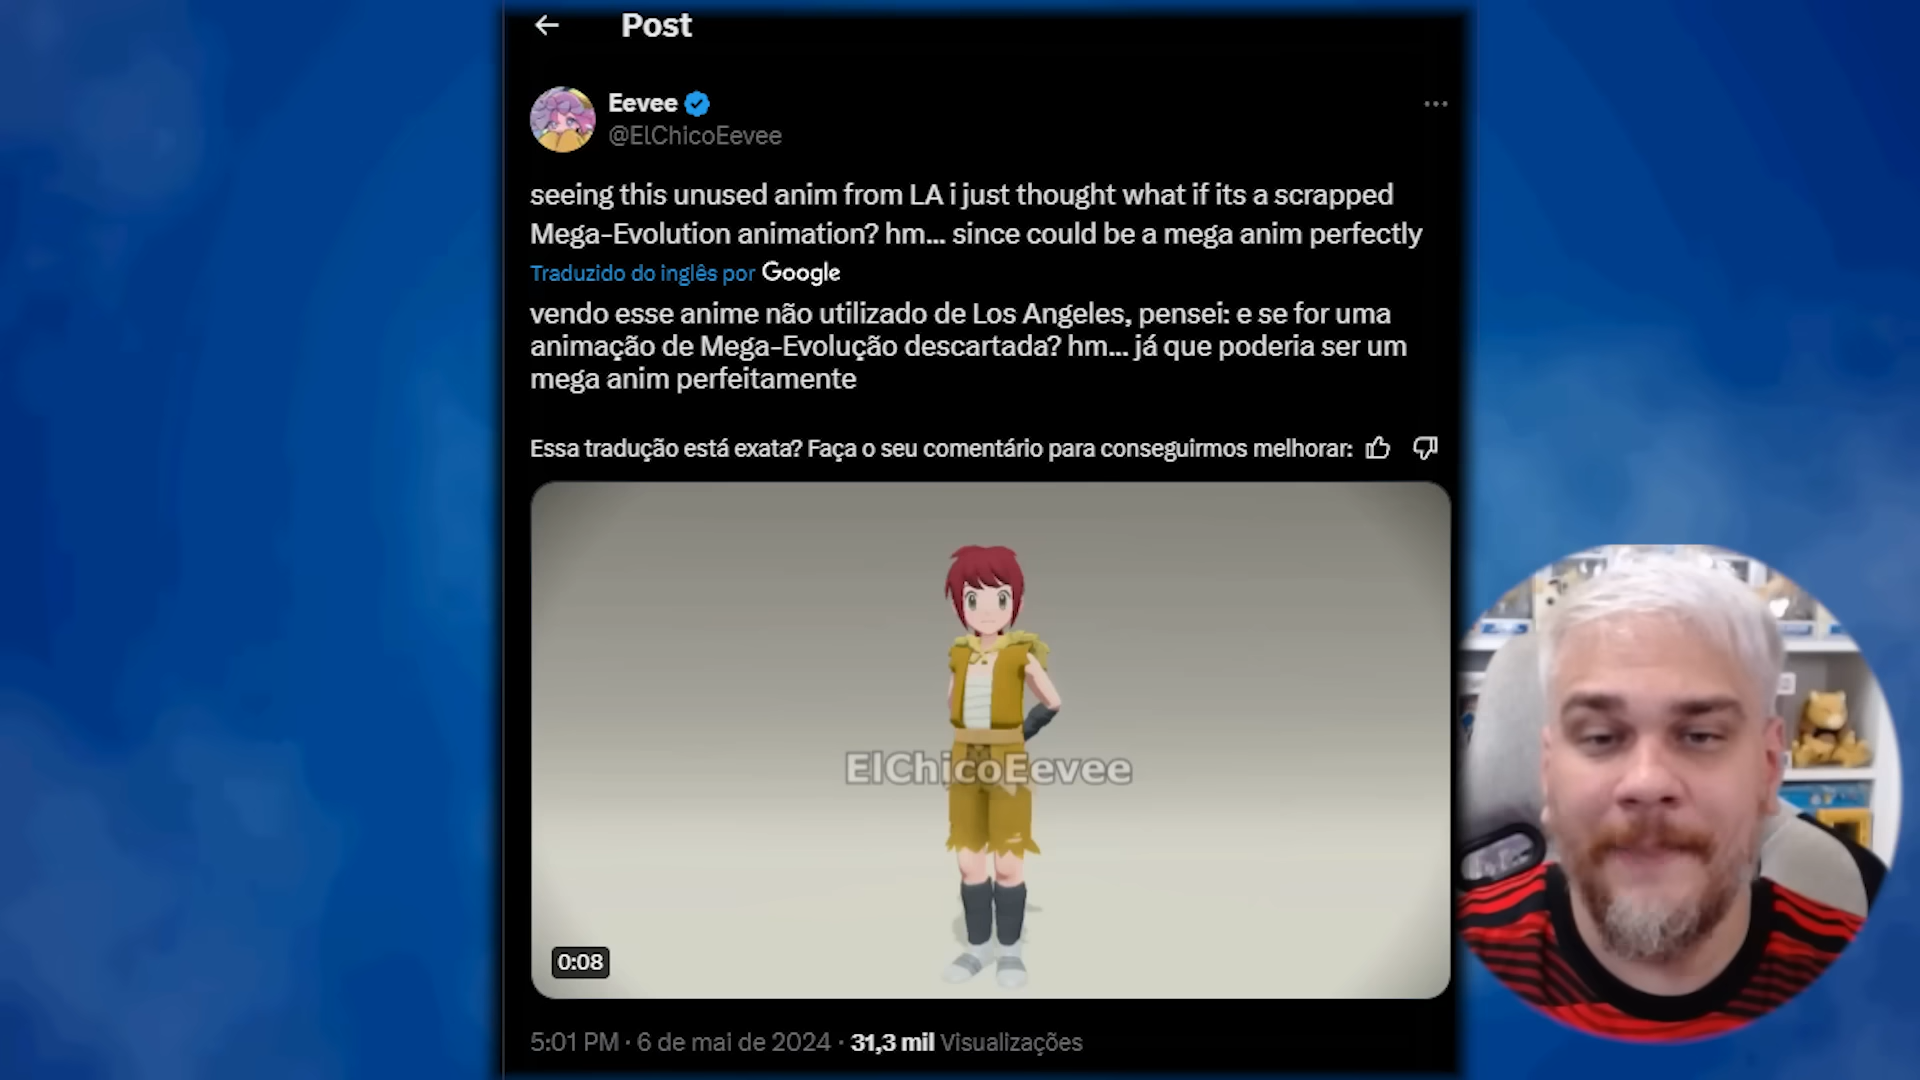 Post
Eevee
@ElChicoEevee
seeing this unused anim from LA i just thought what if its a scrapped
Mega-Evolution animation? hm... since could be a mega anim perfectly
Traduzido do inglês por Google
vendo esse anime não utilizado de Los Angeles, pensei: e se for uma
animação de Mega-Evolução descartada? hm... já que poderia ser um
mega anim perfeitamente
Essa tradução está exata? Faça o seu comentário para conseguirmos melhorar:
ElChicoEevee
0:08
5:01 PM · 6 de mai de 2024 · 31,3 mil Visualizações